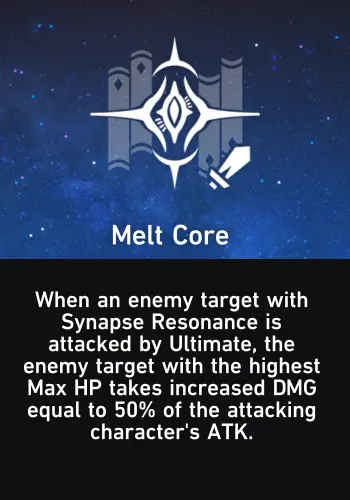 Melt Core
When an enemy target with
Synapse Resonance is
attacked by Ultimate, the
enemy target with the highest
Max HP takes increased DMG
equal to 50% of the attacking
character's ATK.